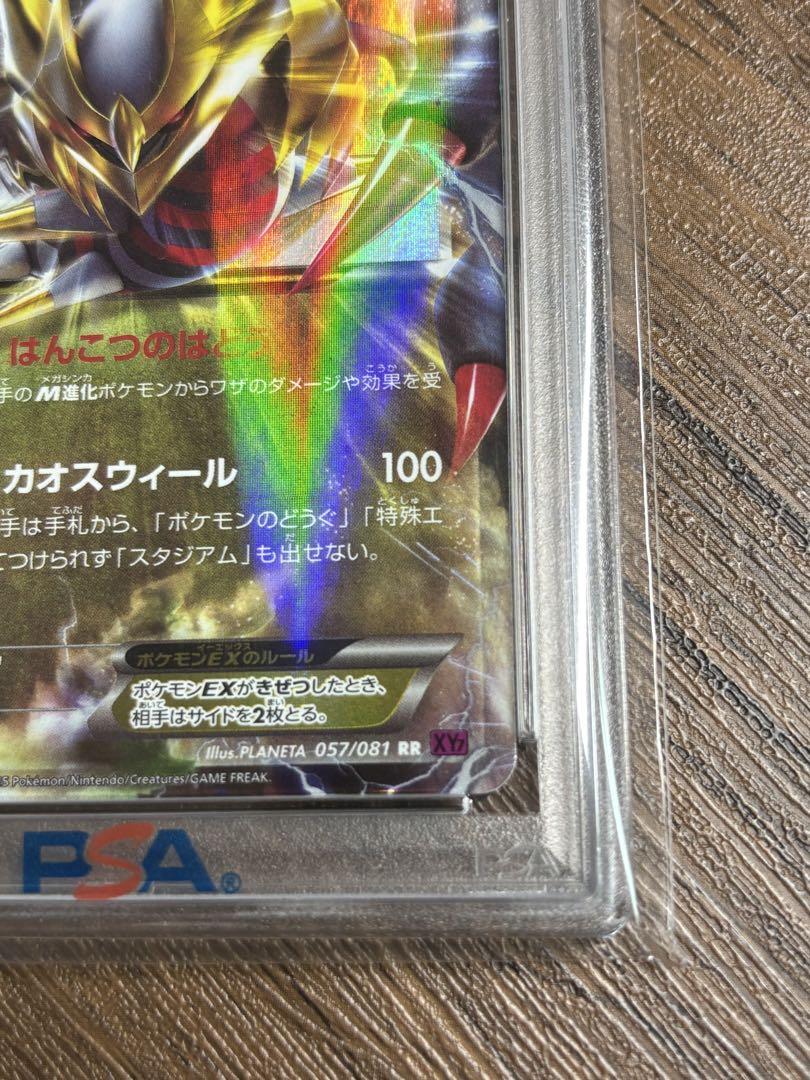 はんこつのはどう
手のM進化ポケモンからワザのダメージや効果を受
カオスウィール 100
手は手札から、「ポケモンのどうぐ」「特殊エ
てつけられず「スタジアム」も出せない。
ポケモンEXのルール
ポケモンEXがきぜつしたとき、
相手はサイドを2枚とる。
Illus.PLANETA 057/081 RR XY7
5 Pokémon/Nintendo/Creatures/GAME FREAK.
PSA® PSA